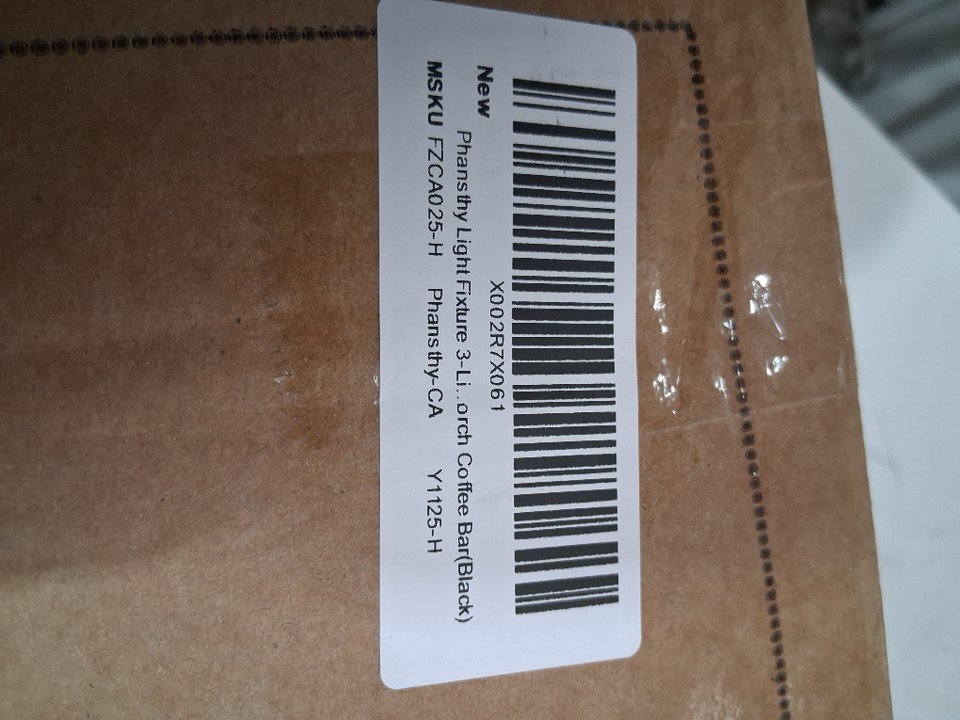 X002R7X061
New
Phansthy Light Fixture 3-Li...orch Coffee Bar(Black)
MSKU FZCA025-H Phansthy-CA Y1125-H